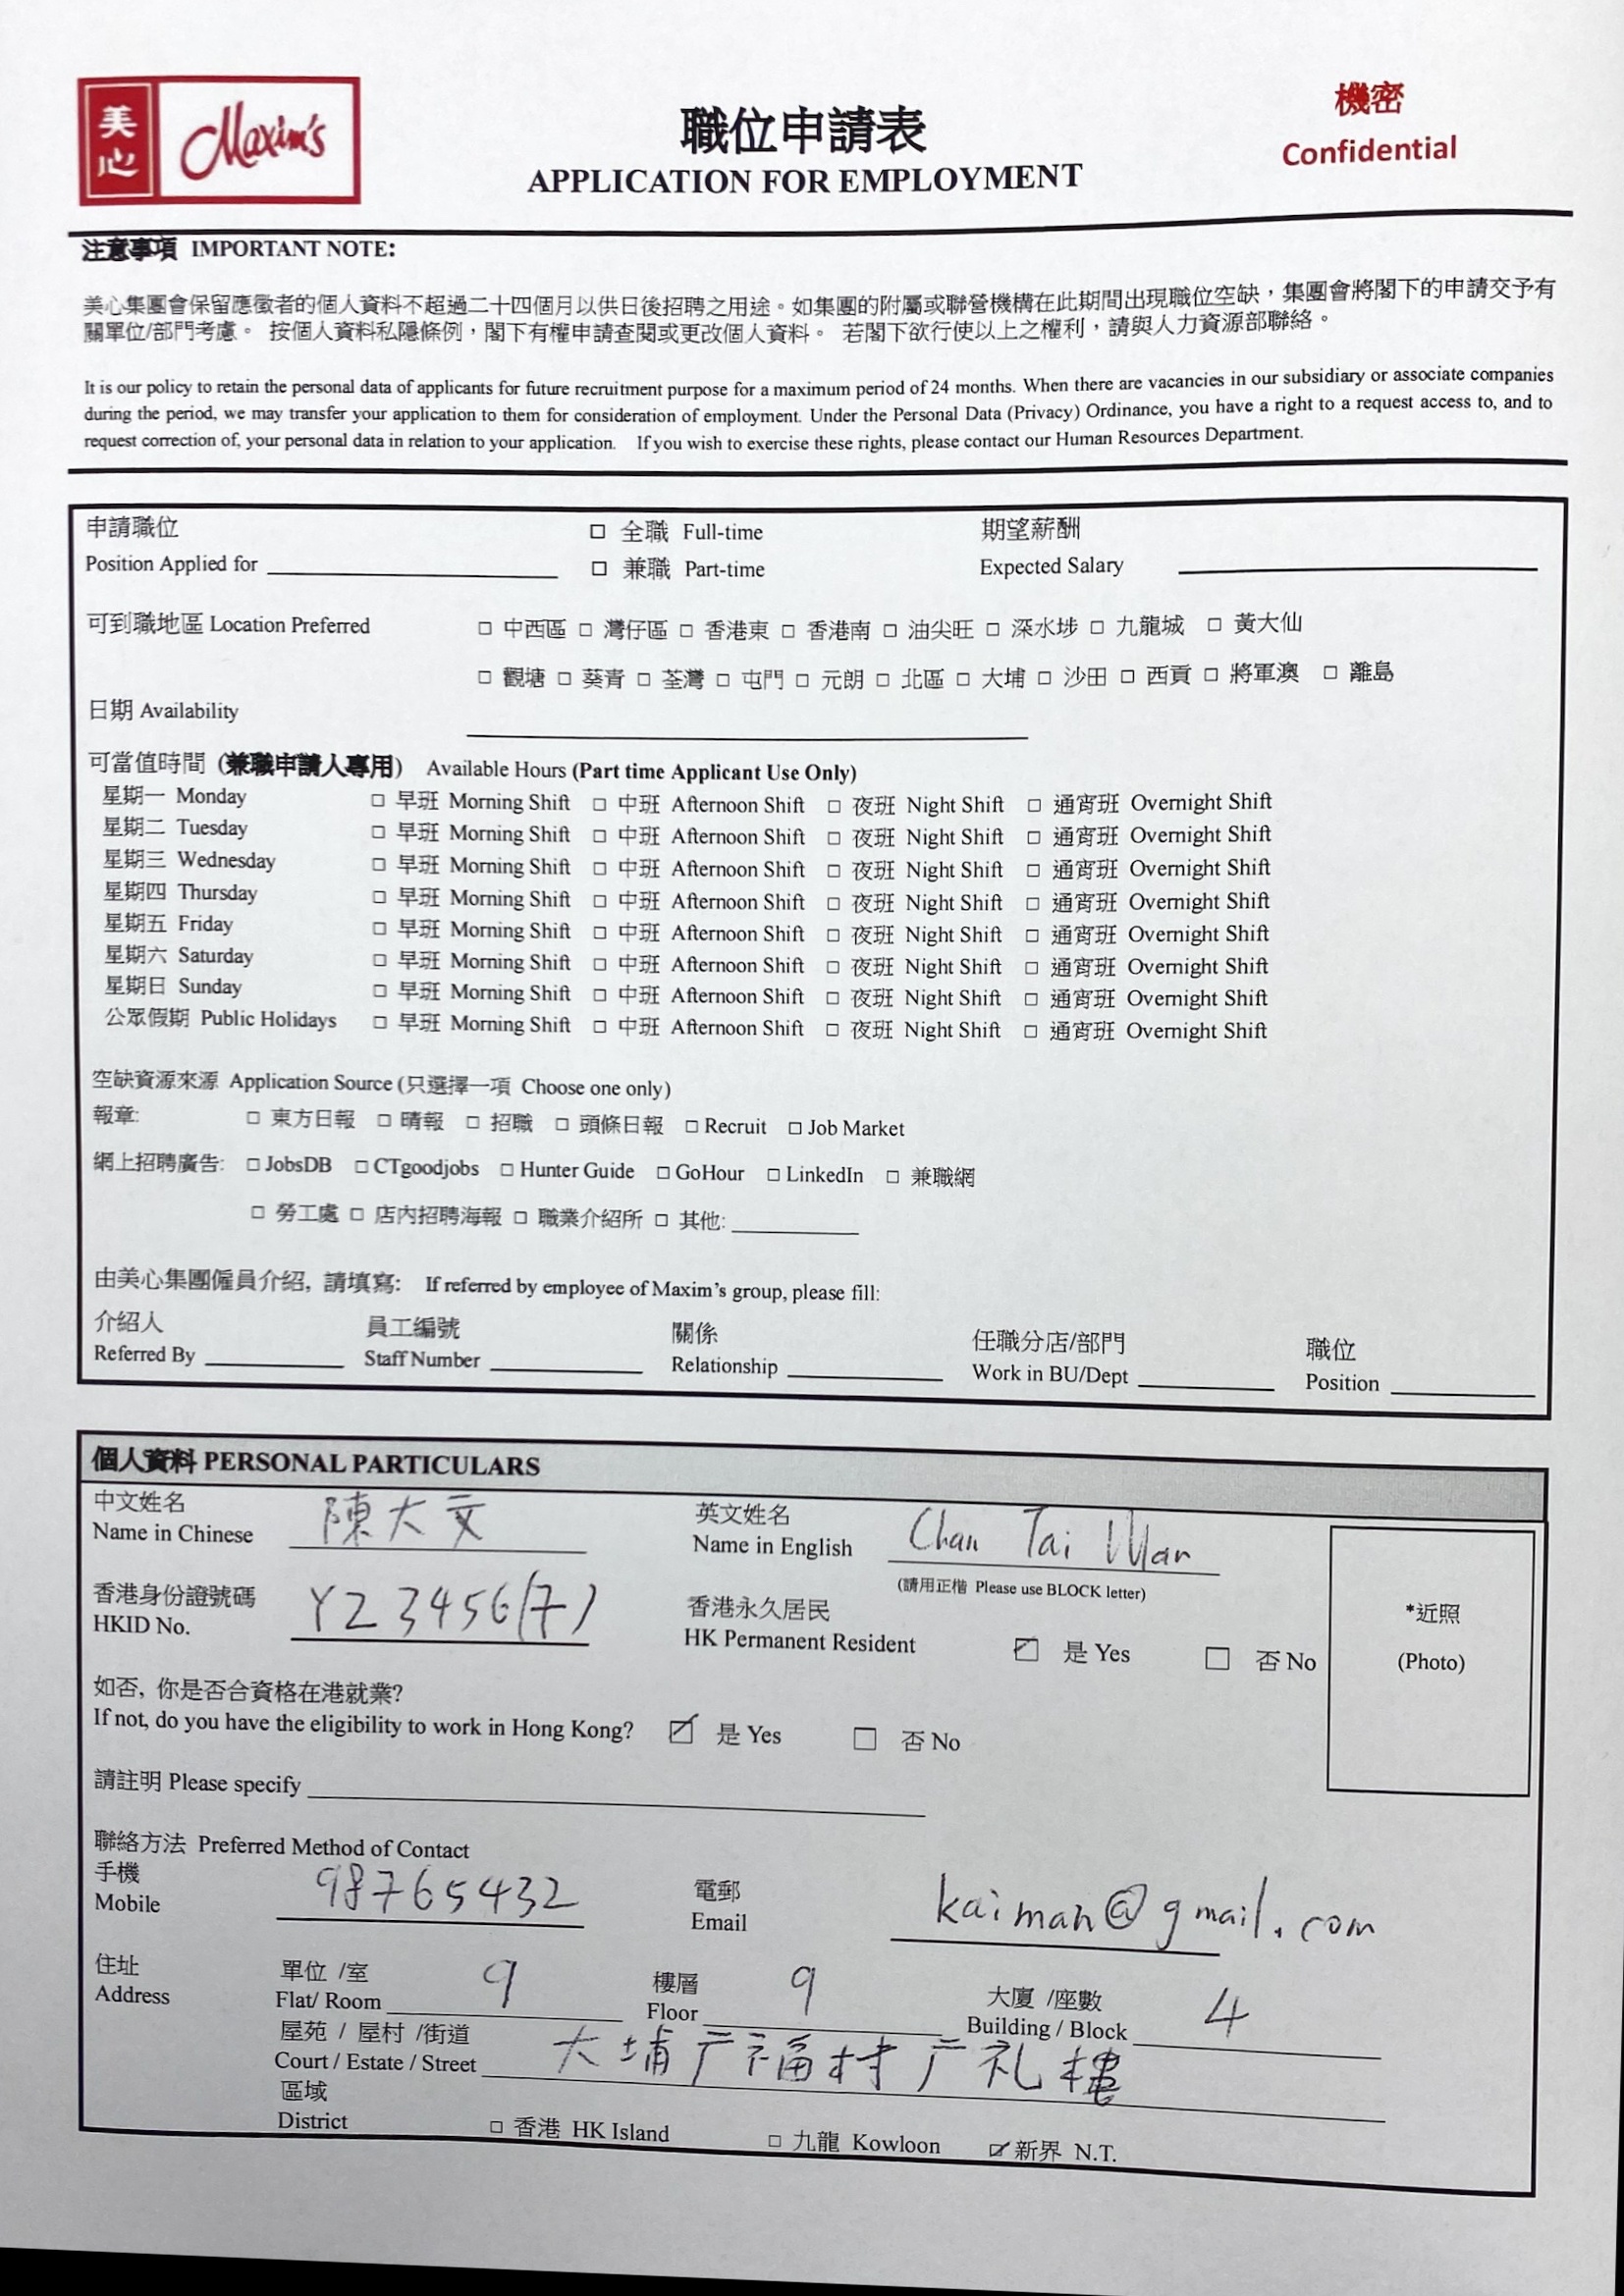 美心 Maxim's
職位申請表
APPLICATION FOR EMPLOYMENT
機密
Confidential
注意事項 IMPORTANT NOTE:
美心集團會保留應徵者的個人資料不超過二十四個月以供日後招聘之用途。如集團的附屬或聯營機構在此期間出現職位空缺，集團會將閣下的申請交予有
關單位/部門考慮。 按個人資料私隱條例，閣下有權申請查閱或更改個人資料。 若閣下欲行使以上之權利，請與人力資源部聯絡。
It is our policy to retain the personal data of applicants for future recruitment purpose for a maximum period of 24 months. When there are vacancies in our subsidiary or associate companies
during the period, we may transfer your application to them for consideration of employment. Under the Personal Data (Privacy) Ordinance, you have a right to a request access to, and to
request correction of, your personal data in relation to your application. If you wish to exercise these rights, please contact our Human Resources Department.
申請職位 □ 全職 Full-time 期望薪酬
Position Applied for □ 兼職 Part-time Expected Salary
可到職地區 Location Preferred □ 中西區 □ 灣仔區 □ 香港東 □ 香港南 □ 油尖旺 □ 深水埗 □ 九龍城 □ 黃大仙
□ 觀塘 □ 葵青 □ 荃灣 □ 屯門 □ 元朗 □ 北區 □ 大埔 □ 沙田 □ 西貢 □ 將軍澳 □ 離島
日期 Availability
可當值時間 (兼職申請人專用) Available Hours (Part time Applicant Use Only)
星期一 Monday □ 早班 Morning Shift □ 中班 Afternoon Shift □ 夜班 Night Shift □ 通宵班 Overnight Shift
星期二 Tuesday □ 早班 Morning Shift □ 中班 Afternoon Shift □ 夜班 Night Shift □ 通宵班 Overnight Shift
星期三 Wednesday □ 早班 Morning Shift □ 中班 Afternoon Shift □ 夜班 Night Shift □ 通宵班 Overnight Shift
星期四 Thursday □ 早班 Morning Shift □ 中班 Afternoon Shift □ 夜班 Night Shift □ 通宵班 Overnight Shift
星期五 Friday □ 早班 Morning Shift □ 中班 Afternoon Shift □ 夜班 Night Shift □ 通宵班 Overnight Shift
星期六 Saturday □ 早班 Morning Shift □ 中班 Afternoon Shift □ 夜班 Night Shift □ 通宵班 Overnight Shift
星期日 Sunday □ 早班 Morning Shift □ 中班 Afternoon Shift □ 夜班 Night Shift □ 通宵班 Overnight Shift
公眾假期 Public Holidays □ 早班 Morning Shift □ 中班 Afternoon Shift □ 夜班 Night Shift □ 通宵班 Overnight Shift
空缺資源來源 Application Source (只選擇一項 Choose one only)
報章: □ 東方日報 □ 晴報 □ 招職 □ 頭條日報 □ Recruit □ Job Market
網上招聘廣告: □ JobsDB □ CTgoodjobs □ Hunter Guide □ GoHour □ LinkedIn □ 兼職網
□ 勞工處 □ 店內招聘海報 □ 職業介紹所 □ 其他:
由美心集團僱員介紹, 請填寫: If referred by employee of Maxim's group, please fill:
介紹人 員工編號 關係 任職分店/部門 職位
Referred By Staff Number Relationship Work in BU/Dept Position
個人資料 PERSONAL PARTICULARS
中文姓名 陳大文 英文姓名 Chan Tai Man
Name in Chinese Name in English
(請用正楷 Please use BLOCK letter)
香港身份證號碼 YZ 3456(7) 香港永久居民
HKID No. HK Permanent Resident ☑ 是 Yes □ 否 No
*近照
(Photo)
如否, 你是否合資格在港就業?
If not, do you have the eligibility to work in Hong Kong? ☑ 是 Yes □ 否 No
請註明 Please specify
聯絡方法 Preferred Method of Contact
手機 98765432 電郵 kaiman@gmail.com
Mobile Email
住址 單位 /室 9 樓層 9 大廈 /座數 4
Address Flat/ Room Floor Building / Block
屋苑 / 屋村 /街道 大埔广福村广礼樓
Court / Estate / Street
區域
District □ 香港 HK Island □ 九龍 Kowloon ☑ 新界 N.T.